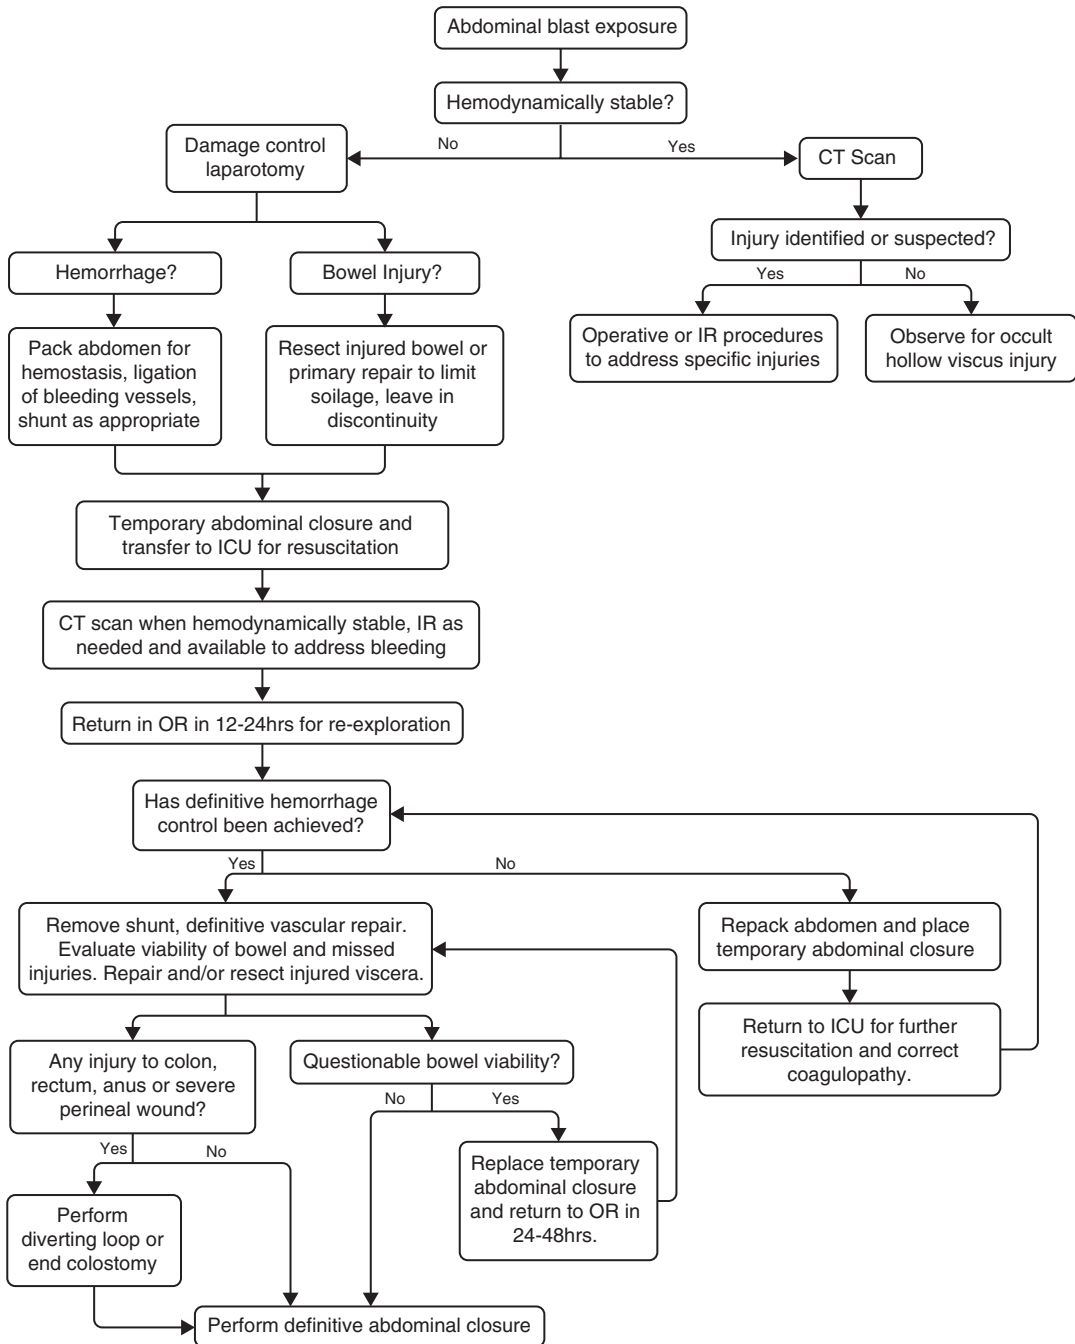 Abdominal blast exposure
Hemodynamically stable?
No
Yes
Damage control
laparotomy
CT Scan
Injury identified or suspected?
Yes
No
Hemorrhage?
Bowel Injury?
Operative or IR procedures
to address specific injuries
Observe for occult
hollow viscus injury
Pack abdomen for
hemostasis, ligation
of bleeding vessels,
shunt as appropriate
Resect injured bowel or
primary repair to limit
soilage, leave in
discontinuity
Temporary abdominal closure and
transfer to ICU for resuscitation
CT scan when hemodynamically stable, IR as
needed and available to address bleeding
Return in OR in 12-24hrs for re-exploration
Has definitive hemorrhage
control been achieved?
Yes
No
Remove shunt, definitive vascular repair.
Evaluate viability of bowel and missed
injuries. Repair and/or resect injured viscera.
Repack abdomen and place
temporary abdominal closure
Return to ICU for further
resuscitation and correct
coagulopathy.
Any injury to colon,
rectum, anus or severe
perineal wound?
Questionable bowel viability?
No
Yes
Yes
No
Replace temporary
abdominal closure
and return to OR in
24-48hrs.
Perform
diverting loop or
end colostomy
Perform definitive abdominal closure